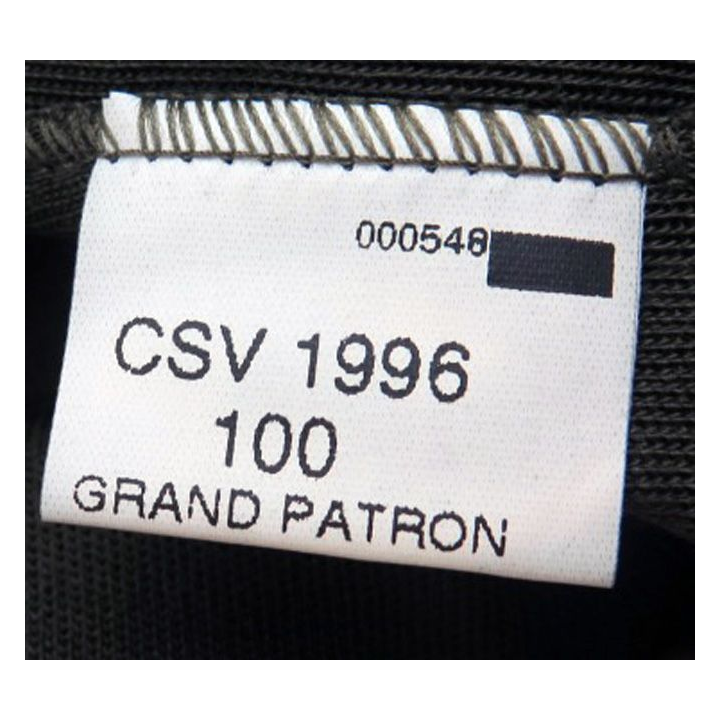 000548
CSV 1996
100
GRAND PATRON